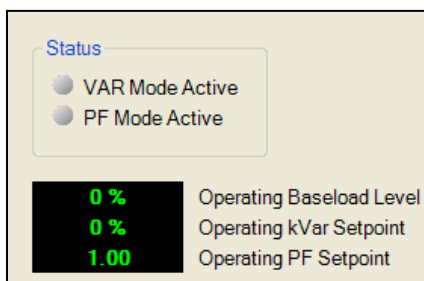 Status
VAR Mode Active
PF Mode Active
0 % Operating Baseload Level
0 % Operating kVar Setpoint
1.00 Operating PF Setpoint